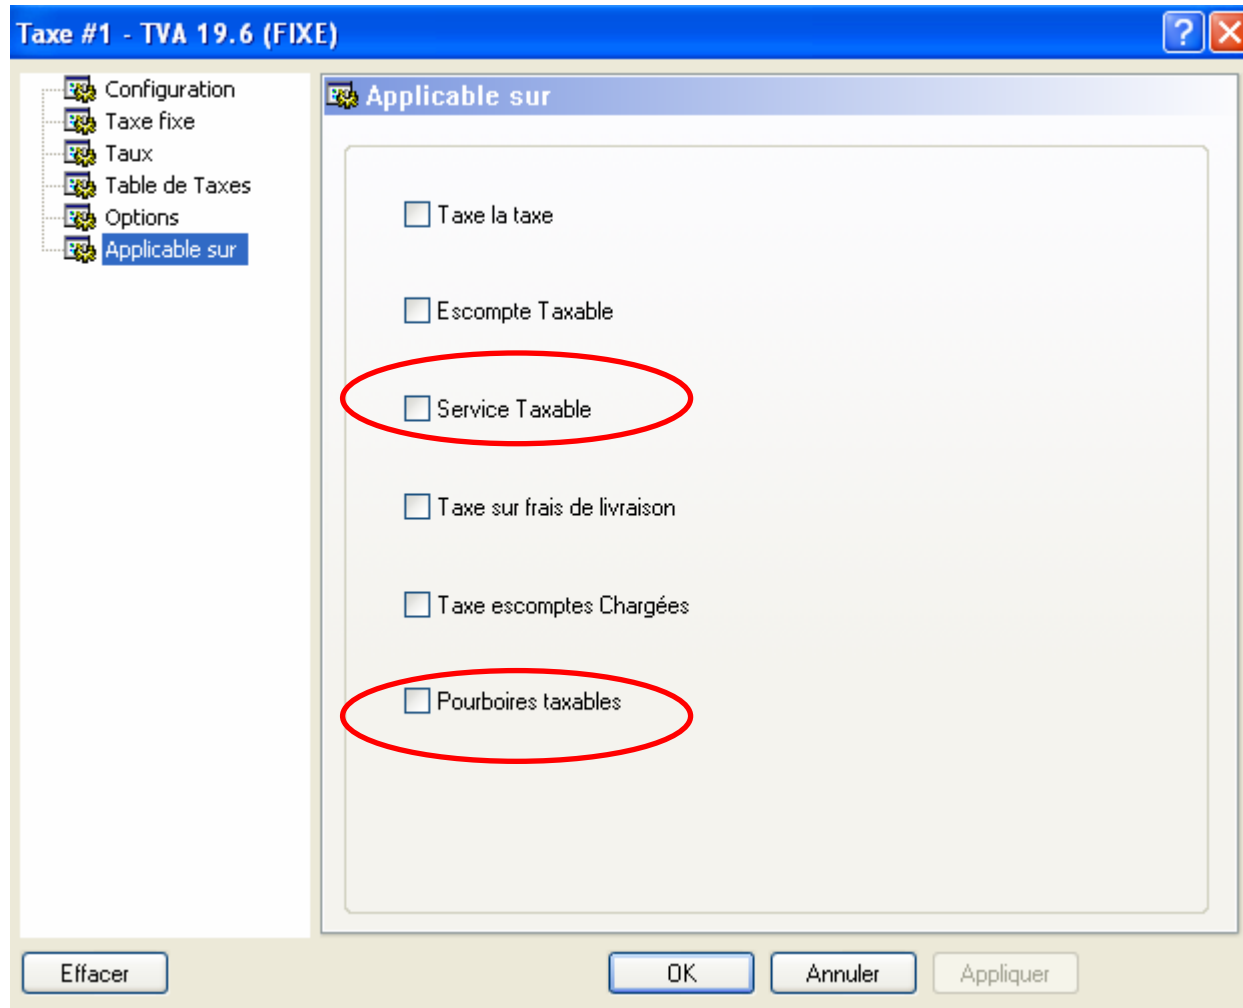 Taxe #1 - TVA 19.6 (FIXE)
Configuration
Taxe fixe
Taux
Table de Taxes
Options
Applicable sur
Applicable sur
Taxe la taxe
Escompte Taxable
Service Taxable
Taxe sur frais de livraison
Taxe escomptes Chargées
Pourboires taxables
Effacer
OK
Annuler
Appliquer